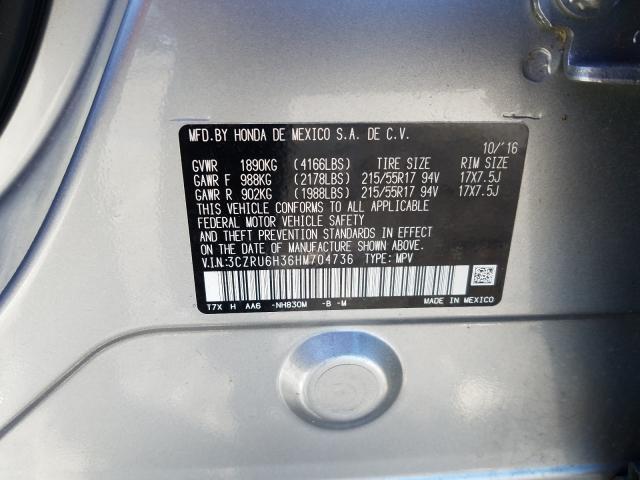 MFD.BY HONDA DE MEXICO S.A. DE C.V.
10/'16
GVWR 1890KG (4166LBS) TIRE SIZE RIM SIZE
GAWR F 988KG (2178LBS) 215/55R17 94V 17X7.5J
GAWR R 902KG (1988LBS) 215/55R17 94V 17X7.5J
THIS VEHICLE CONFORMS TO ALL APPLICABLE
FEDERAL MOTOR VEHICLE SAFETY
AND THEFT PREVENTION STANDARDS IN EFFECT
ON THE DATE OF MANUFACTURE SHOWN ABOVE.
V.I.N:3CZRU6H36HM704736 TYPE: MPV
T7X H AA6 -NH830M -B -M MADE IN MEXICO